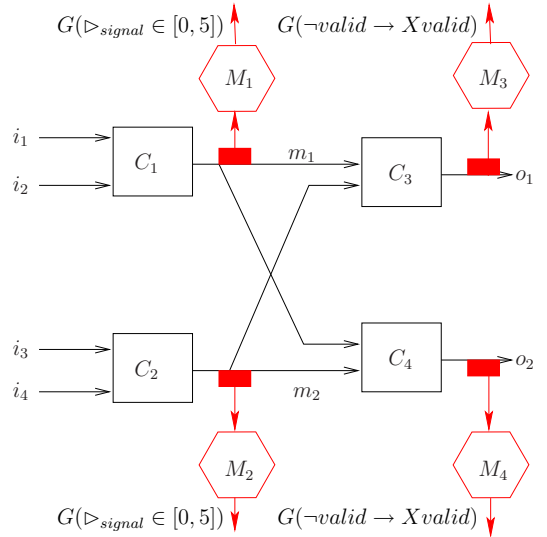 G(▷signal ∈ [0, 5]) G(¬valid → Xvalid)
M1 M3
i1 m1
C1 C3
i2 o1
i3 o2
C2 C4
i4 m2
M2 M4
G(▷signal ∈ [0, 5]) G(¬valid → Xvalid)